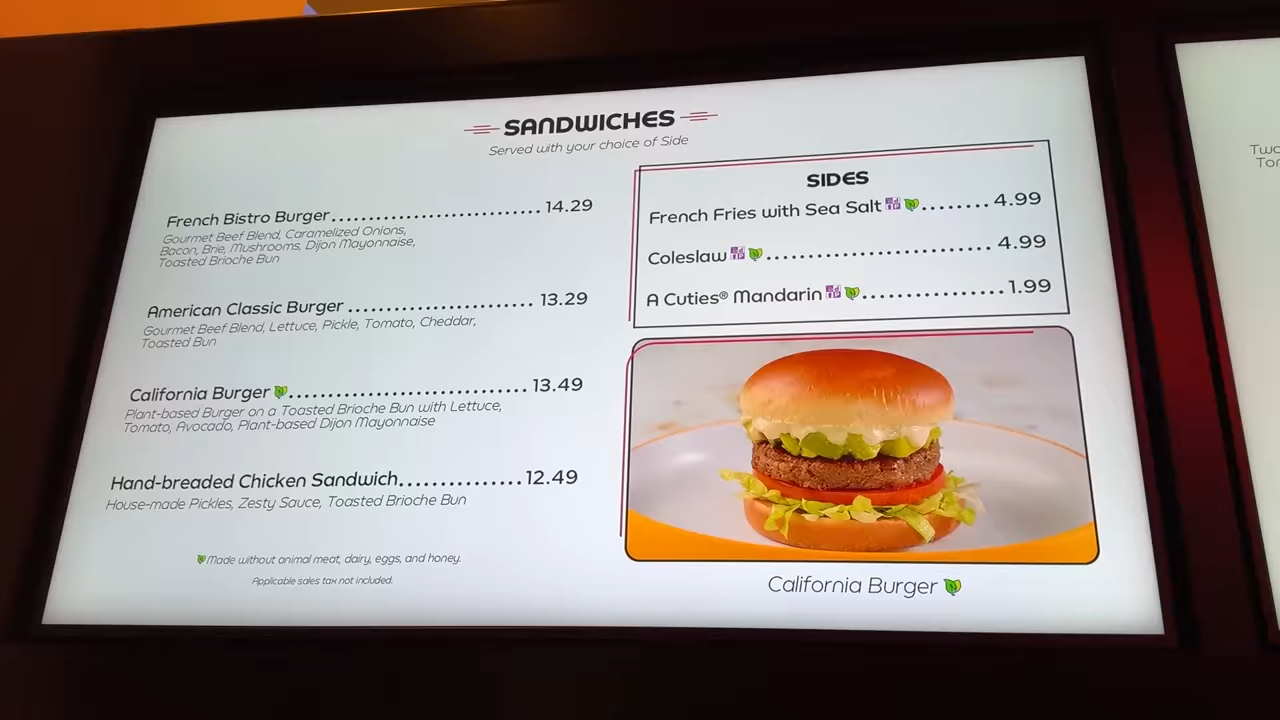 SANDWICHES
Served with your choice of Side
French Bistro Burger.............................. 14.29
Gourmet Beef Blend, Caramelized Onions,
Bacon, Brie, Mushrooms, Dijon Mayonnaise,
Toasted Brioche Bun
American Classic Burger .......................... 13.29
Gourmet Beef Blend, Lettuce, Pickle, Tomato, Cheddar,
Toasted Bun
California Burger .................................. 13.49
Plant-based Burger on a Toasted Brioche Bun with Lettuce,
Tomato, Avocado, Plant-based Dijon Mayonnaise
Hand-breaded Chicken Sandwich................. 12.49
House-made Pickles, Zesty Sauce, Toasted Brioche Bun
Made without animal meat, dairy, eggs, and honey.
Applicable sales tax not included.
SIDES
French Fries with Sea Salt ......... 4.99
Coleslaw ................................ 4.99
A Cuties® Mandarin .................... 1.99
California Burger